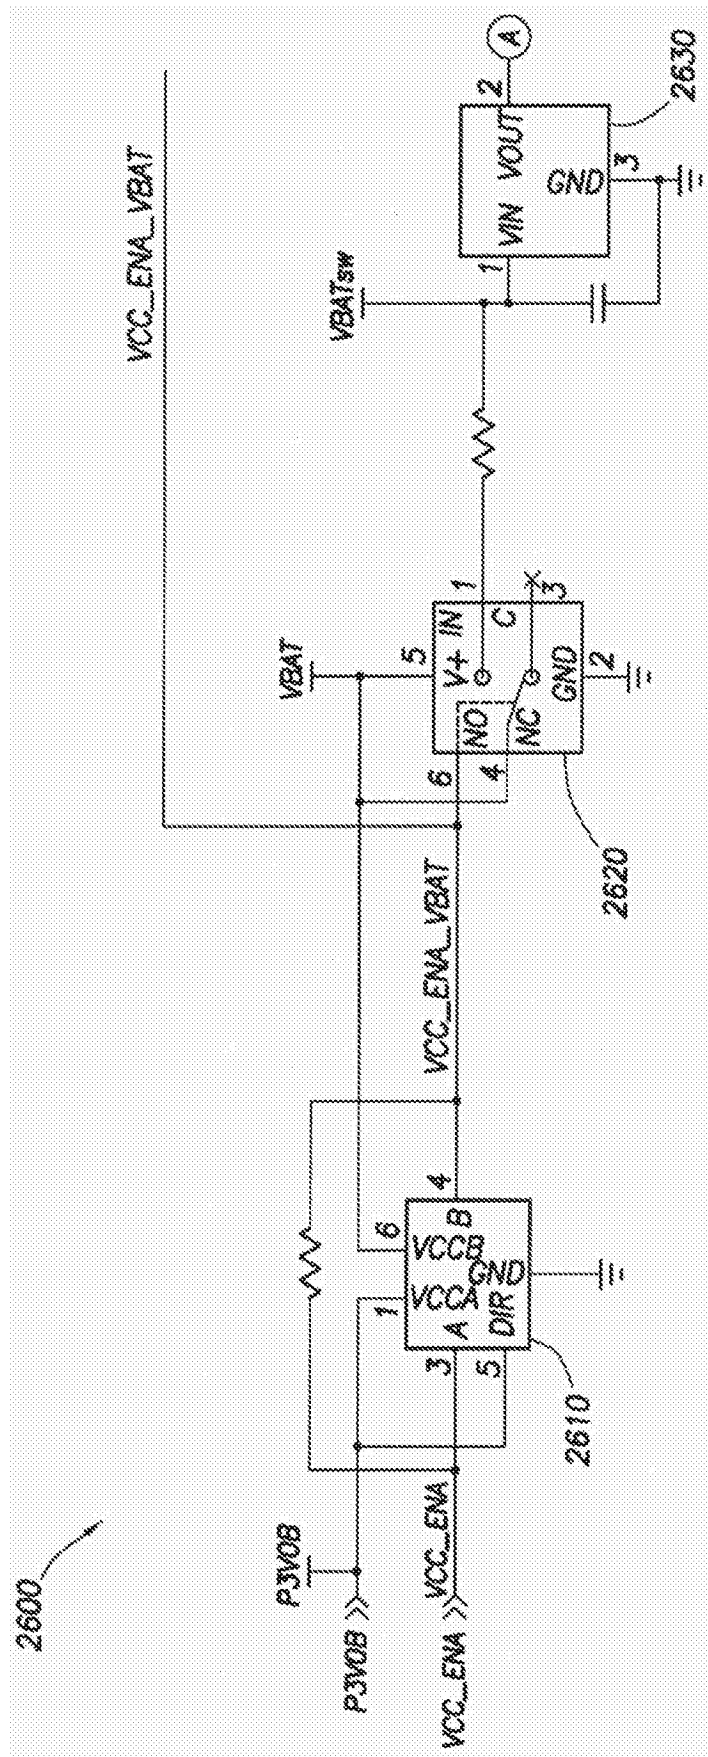 2600
P3V0B
P3V0B
VCC_ENA
VCC_ENA
1
3
5
VCCA
A
DIR
GND
VCCB
B
6
4
2610
VCC_ENA_VBAT
VCC_ENA_VBAT
VBAT
5
6
4
V+
IN
NO
NC
C
GND
1
3
2
2620
VBATsw
1
VIN
VOUT
GND
2
3
2630
A